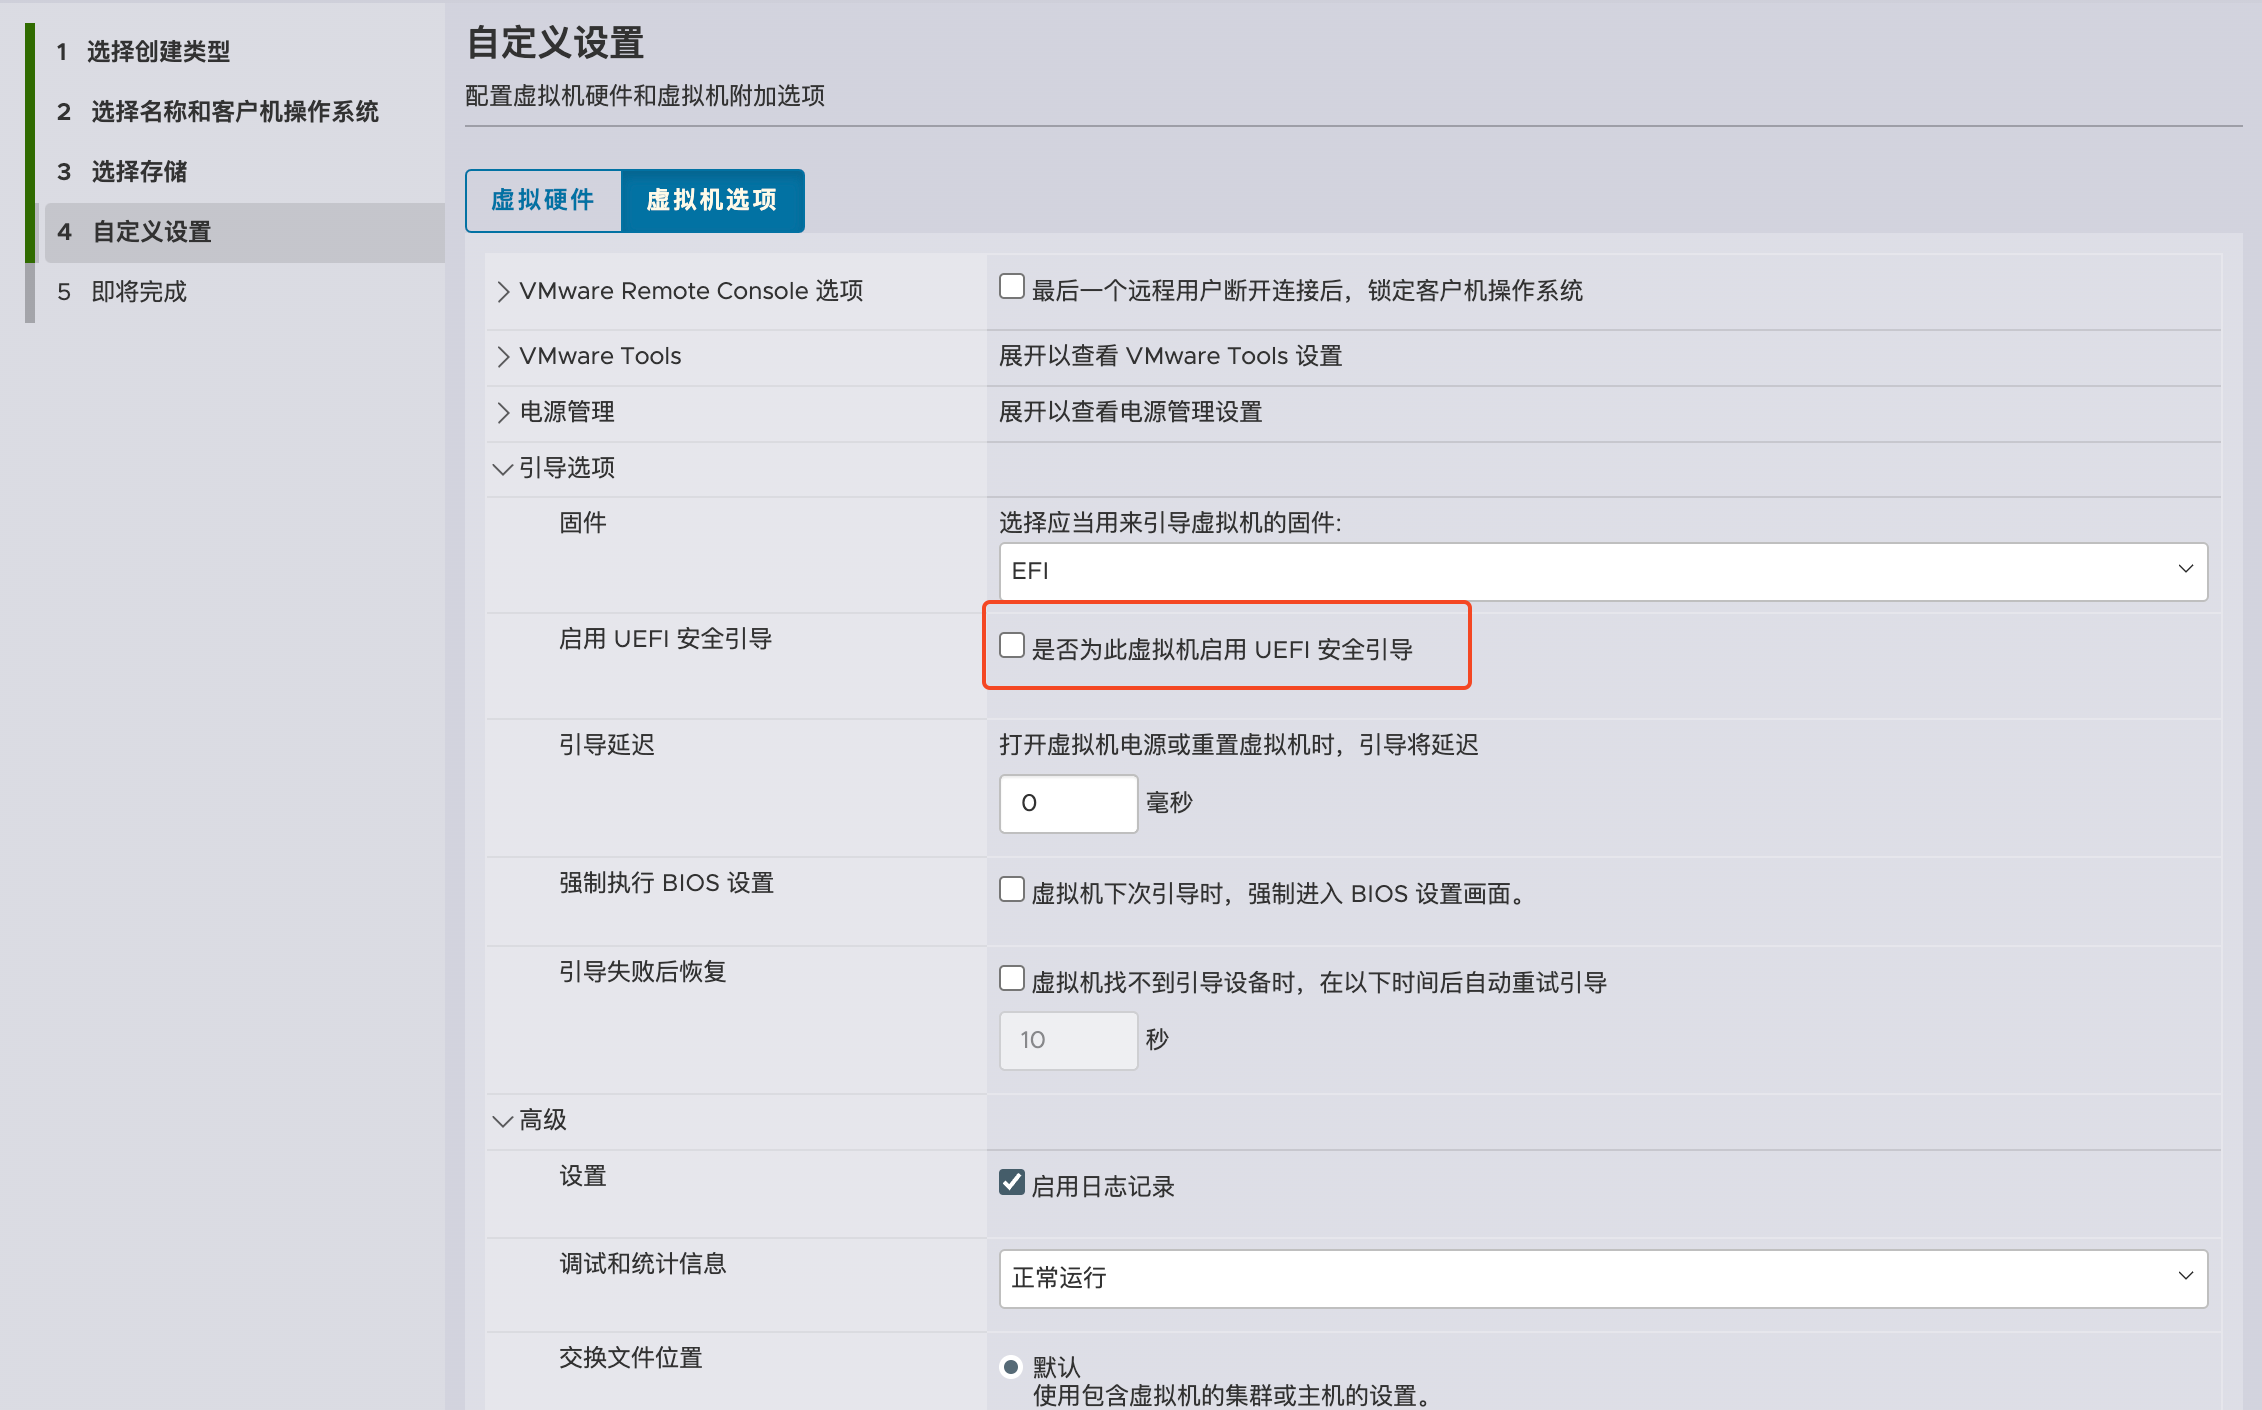 1 选择创建类型
2 选择名称和客户机操作系统
3 选择存储
4 自定义设置
5 即将完成
自定义设置
配置虚拟机硬件和虚拟机附加选项
虚拟硬件 虚拟机选项
VMware Remote Console 选项 最后一个远程用户断开连接后，锁定客户机操作系统
VMware Tools 展开以查看 VMware Tools 设置
电源管理 展开以查看电源管理设置
引导选项
固件 选择应当用来引导虚拟机的固件:
EFI
启用 UEFI 安全引导 是否为此虚拟机启用 UEFI 安全引导
引导延迟 打开虚拟机电源或重置虚拟机时，引导将延迟
0 毫秒
强制执行 BIOS 设置 虚拟机下次引导时，强制进入 BIOS 设置画面。
引导失败后恢复 虚拟机找不到引导设备时，在以下时间后自动重试引导
10 秒
高级
设置 启用日志记录
调试和统计信息 正常运行
交换文件位置 默认
使用包含虚拟机的集群或主机的设置。